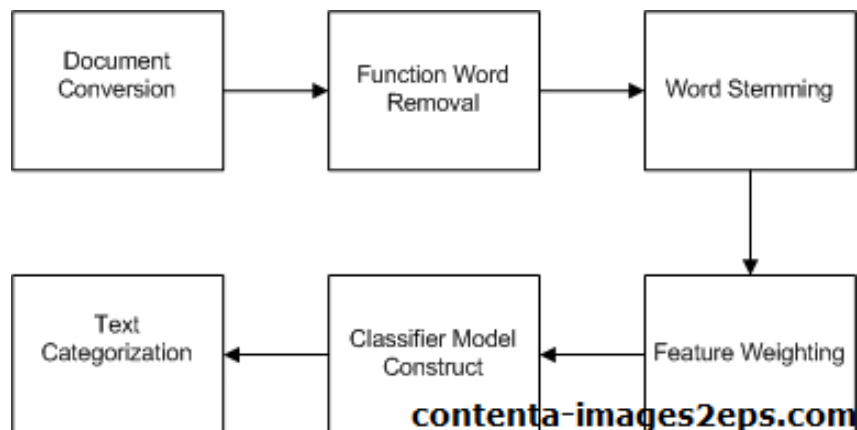 Document
Conversion
Function Word
Removal
Word Stemming
Text
Categorization
Classifier Model
Construct
Feature Weighting
contenta-images2eps.com